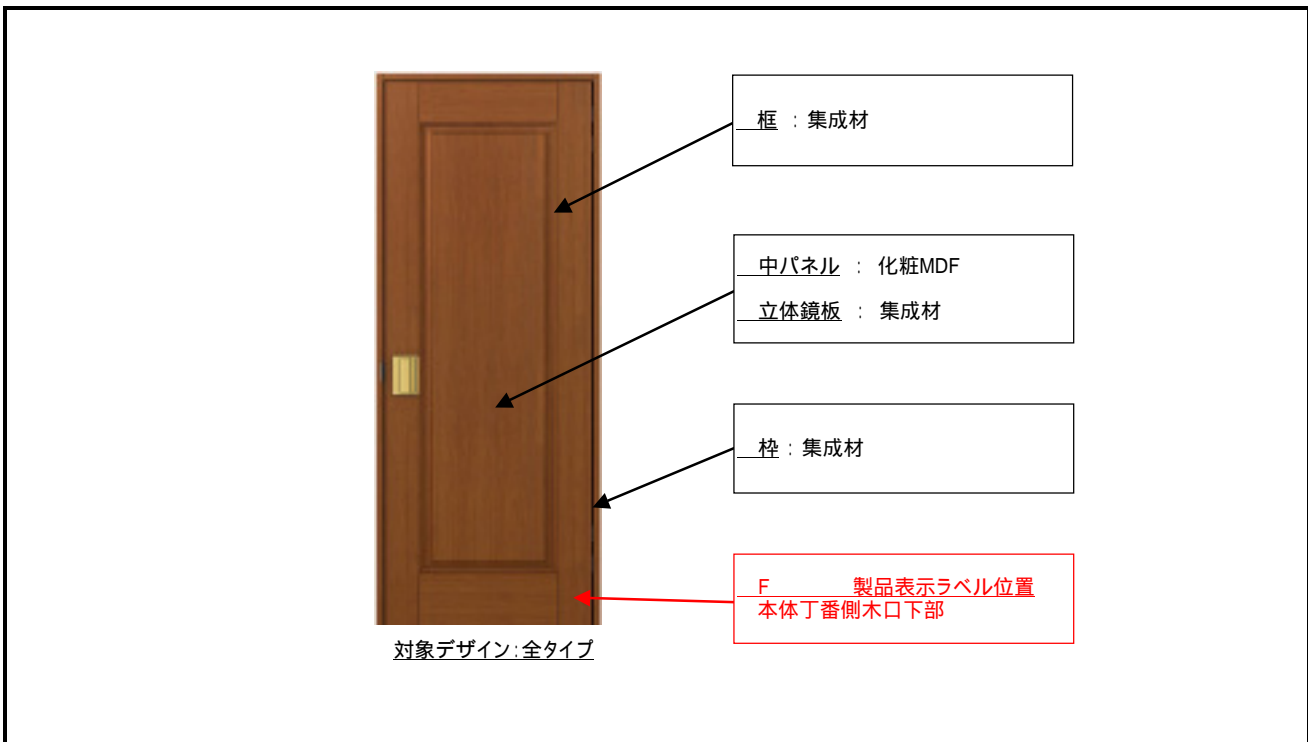 框 : 集成材
中パネル : 化粧MDF
立体鏡板 : 集成材
枠 : 集成材
F 製品表示ラベル位置
本体丁番側木口下部
対象デザイン:全タイプ